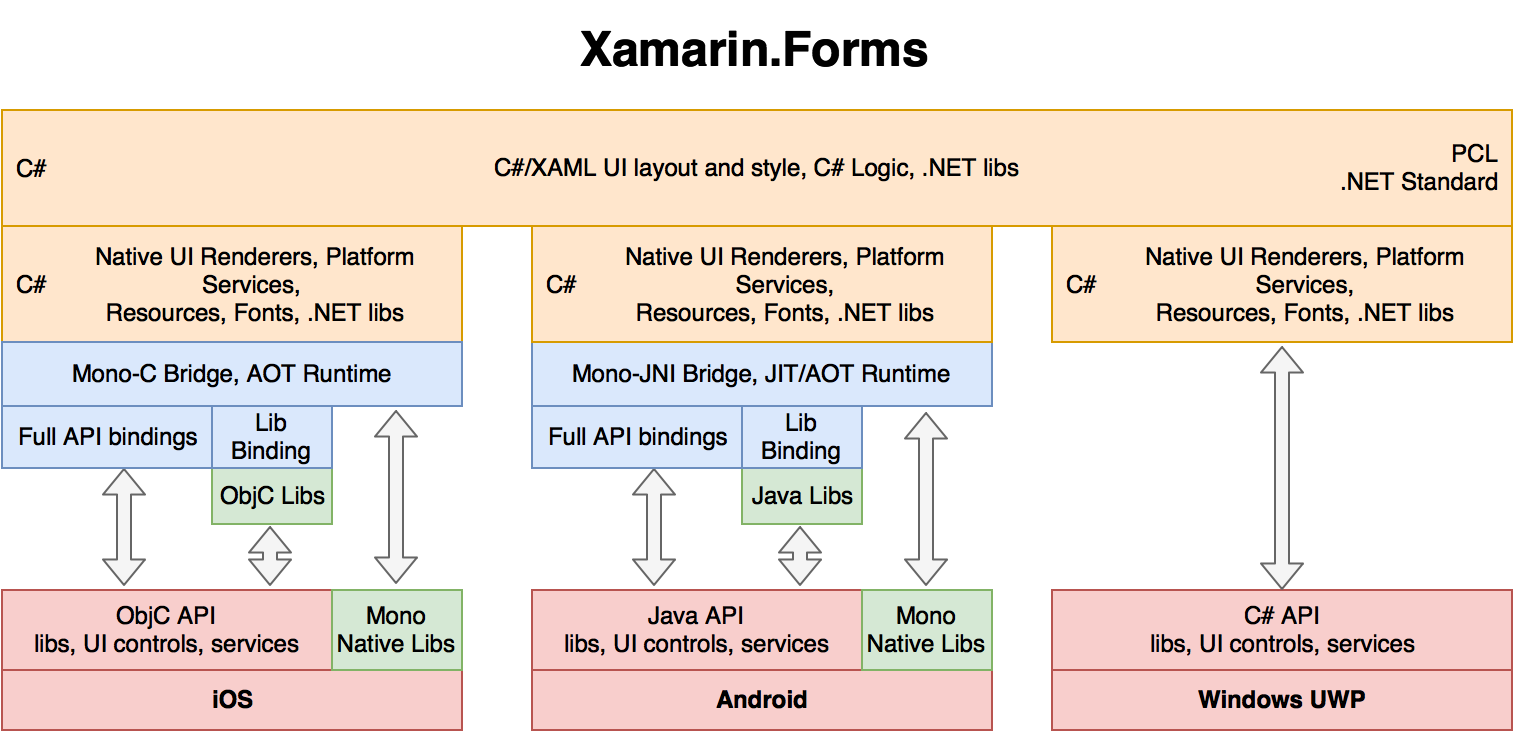 Xamarin.Forms
C#
C#/XAML UI layout and style, C# Logic, .NET libs
PCL
.NET Standard
C#
Native UI Renderers, Platform
Services,
Resources, Fonts, .NET libs
C#
Native UI Renderers, Platform
Services,
Resources, Fonts, .NET libs
C#
Native UI Renderers, Platform
Services,
Resources, Fonts, .NET libs
Mono-C Bridge, AOT Runtime
Mono-JNI Bridge, JIT/AOT Runtime
Full API bindings
Lib
Binding
Full API bindings
Lib
Binding
ObjC Libs
Java Libs
ObjC API
libs, UI controls, services
Mono
Native Libs
Java API
libs, UI controls, services
Mono
Native Libs
C# API
libs, UI controls, services
iOS
Android
Windows UWP